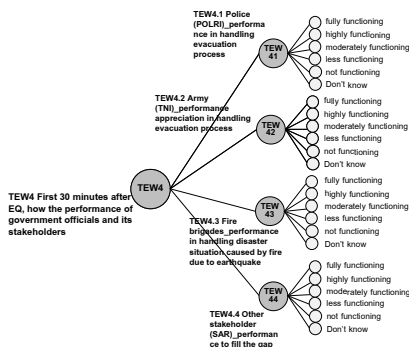 TEW4.1 Police
(POLRI)_performa
nce in handling
evacuation
process
TEW
41
fully functioning
highly functioning
moderately functioning
less functioning
not functioning
Don't know
TEW4.2 Army
(TNI)_performance
appreciation in handling
evacuation process
TEW
42
fully functioning
highly functioning
moderately functioning
less functioning
not functioning
Don't know
TEW4
TEW4 First 30 minutes after
EQ, how the performance of
government officials and its
stakeholders
TEW4.3 Fire
brigades_performance
in handling disaster
situation caused by fire
due to earthquake
TEW
43
fully functioning
highly functioning
moderately functioning
less functioning
not functioning
Don't know
TEW4.4 Other
stakeholder
(SAR)_performan
ce to fill the gap
TEW
44
fully functioning
highly functioning
moderately functioning
less functioning
not functioning
Don't know